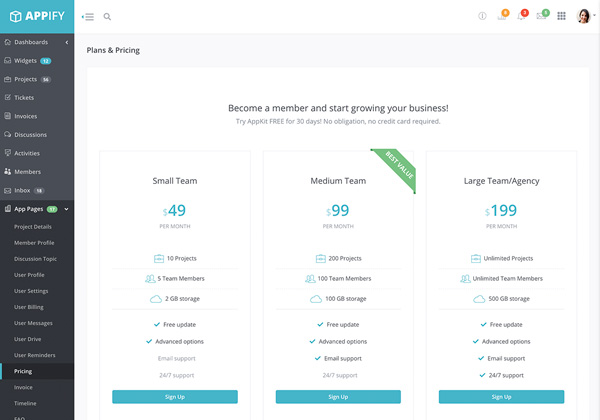 APPIFY
Dashboards
Widgets 12
Projects 56
Tickets
Invoices
Discussions
Activities
Members
Inbox 18
App Pages 17
Project Details
Member Profile
Discussion Topic
User Profile
User Settings
User Billing
User Messages
User Drive
User Reminders
Pricing
Invoice
Timeline
FAQ
Plans & Pricing
Become a member and start growing your business!
Try AppKit FREE for 30 days! No obligation, no credit card required.
Small Team
$49
PER MONTH
10 Projects
5 Team Members
2 GB storage
Free update
Advanced options
Email support
24/7 support
Sign Up
BEST VALUE
Medium Team
$99
PER MONTH
200 Projects
100 Team Members
100 GB storage
Free update
Advanced options
Email support
24/7 support
Sign Up
Large Team/Agency
$199
PER MONTH
Unlimited Projects
Unlimited Team Members
500 GB storage
Free update
Advanced options
Email support
24/7 support
Sign Up